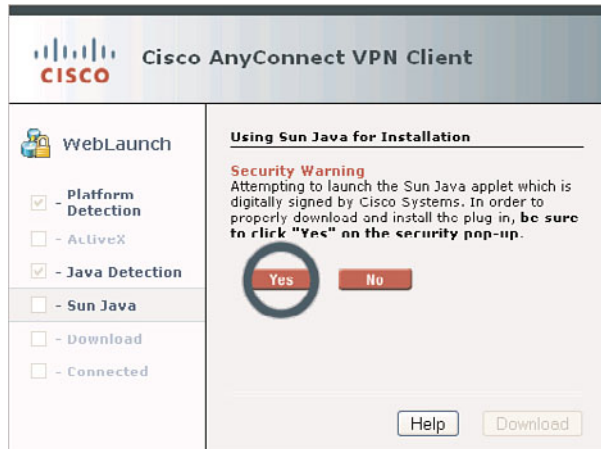 CISCO
Cisco AnyConnect VPN Client
WebLaunch
- Platform
Detection
- ActiveX
- Java Detection
- Sun Java
- Download
- Connected
Using Sun Java for Installation
Security Warning
Attempting to launch the Sun Java applet which is
digitally signed by Cisco Systems. In order to
properly download and install the plug in, be sure
to click "Yes" on the security pop-up.
Yes
No
Help
Download